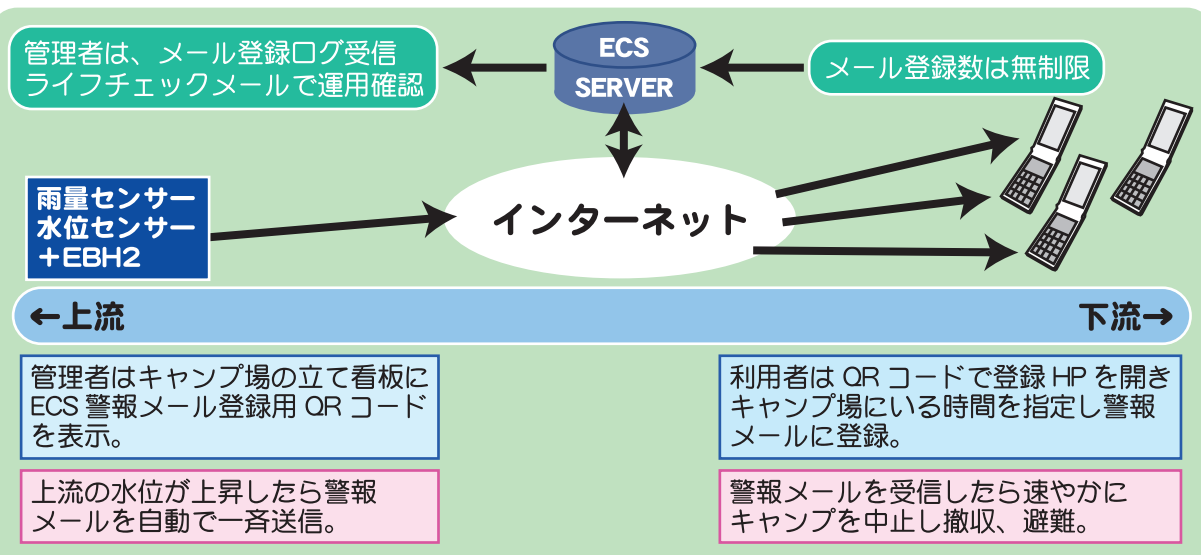 管理者は、メール登録ログ受信
ライフチェックメールで運用確認
ECS
SERVER
メール登録数は無制限
雨量センサー
水位センサー
+EBH2
インターネット
←上流
下流→
管理者はキャンプ場の立て看板に
ECS 警報メール登録用 QR コード
を表示。
利用者は QR コードで登録 HP を開き
キャンプ場にいる時間を指定し警報
メールに登録。
上流の水位が上昇したら警報
メールを自動で一斉送信。
警報メールを受信したら速やかに
キャンプを中止し撤収、避難。